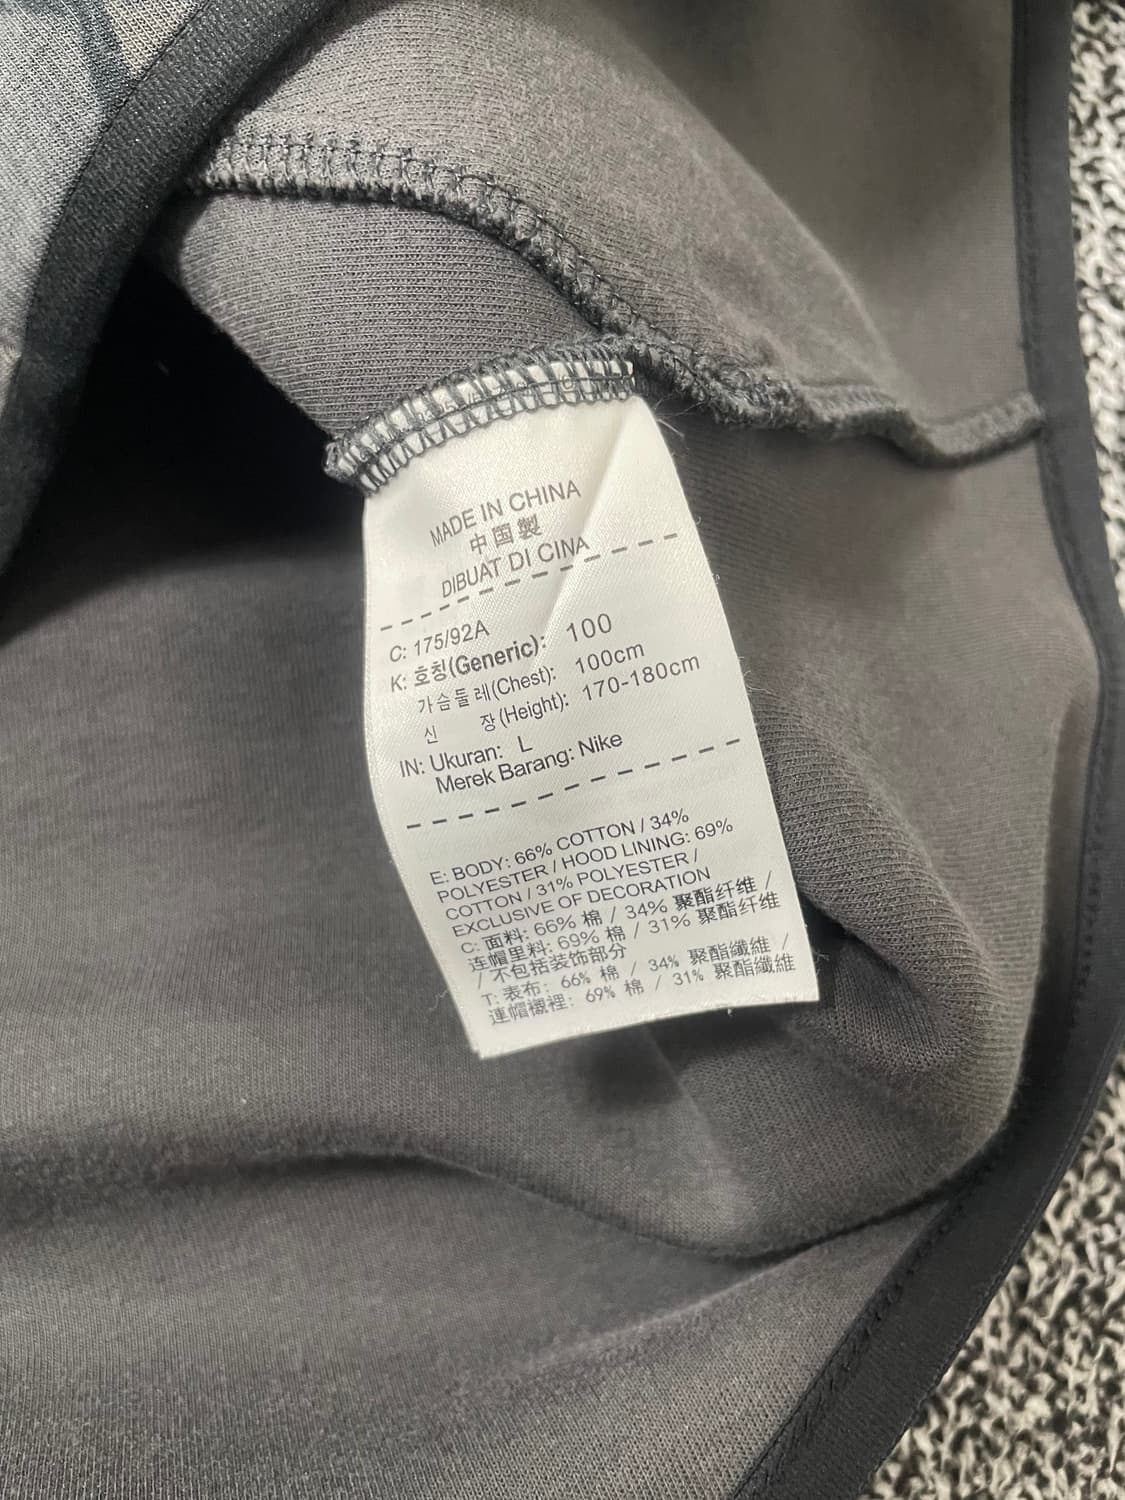 MADE IN CHINA
中国製
DIBUAT DI CINA
C: 175/92A
K: 호칭(Generic): 100
가슴둘레(Chest): 100cm
신 장(Height): 170-180cm
IN: Ukuran: L
Merek Barang: Nike
E: BODY: 66% COTTON / 34%
POLYESTER / HOOD LINING: 69%
COTTON / 31% POLYESTER /
EXCLUSIVE OF DECORATION
C: 面料: 66% 棉 / 34% 聚酯纤维 /
连帽里料: 69% 棉 / 31% 聚酯纤维
/ 不包括装饰部分
T: 表布: 66% 棉 / 34% 聚酯纖維 /
連帽襯裡: 69% 棉 / 31% 聚酯纖維